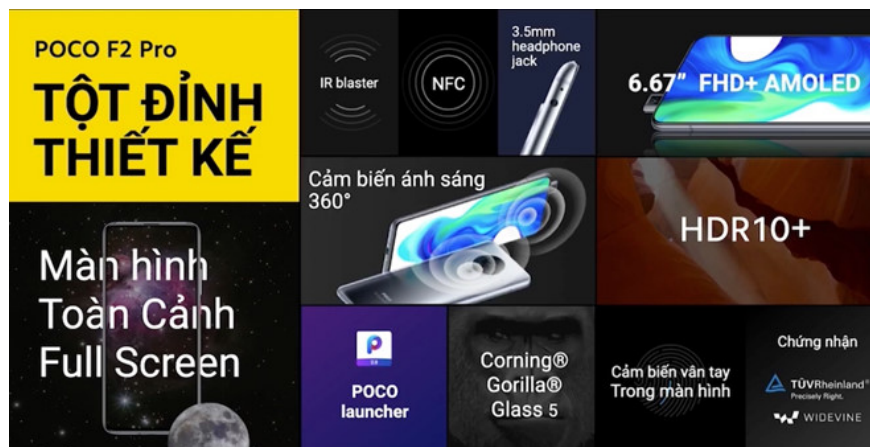 POCO F2 Pro
TỘT ĐỈNH
THIẾT KẾ
Màn hình
Toàn Cảnh
Full Screen
IR blaster
NFC
3.5mm
headphone
jack
6.67” FHD+ AMOLED
Cảm biến ánh sáng
360°
HDR10+
POCO
launcher
Corning®
Gorilla®
Glass 5
Cảm biến vân tay
Trong màn hình
Chứng nhận
TÜVRheinland®
Precisely Right.
WIDEVINE